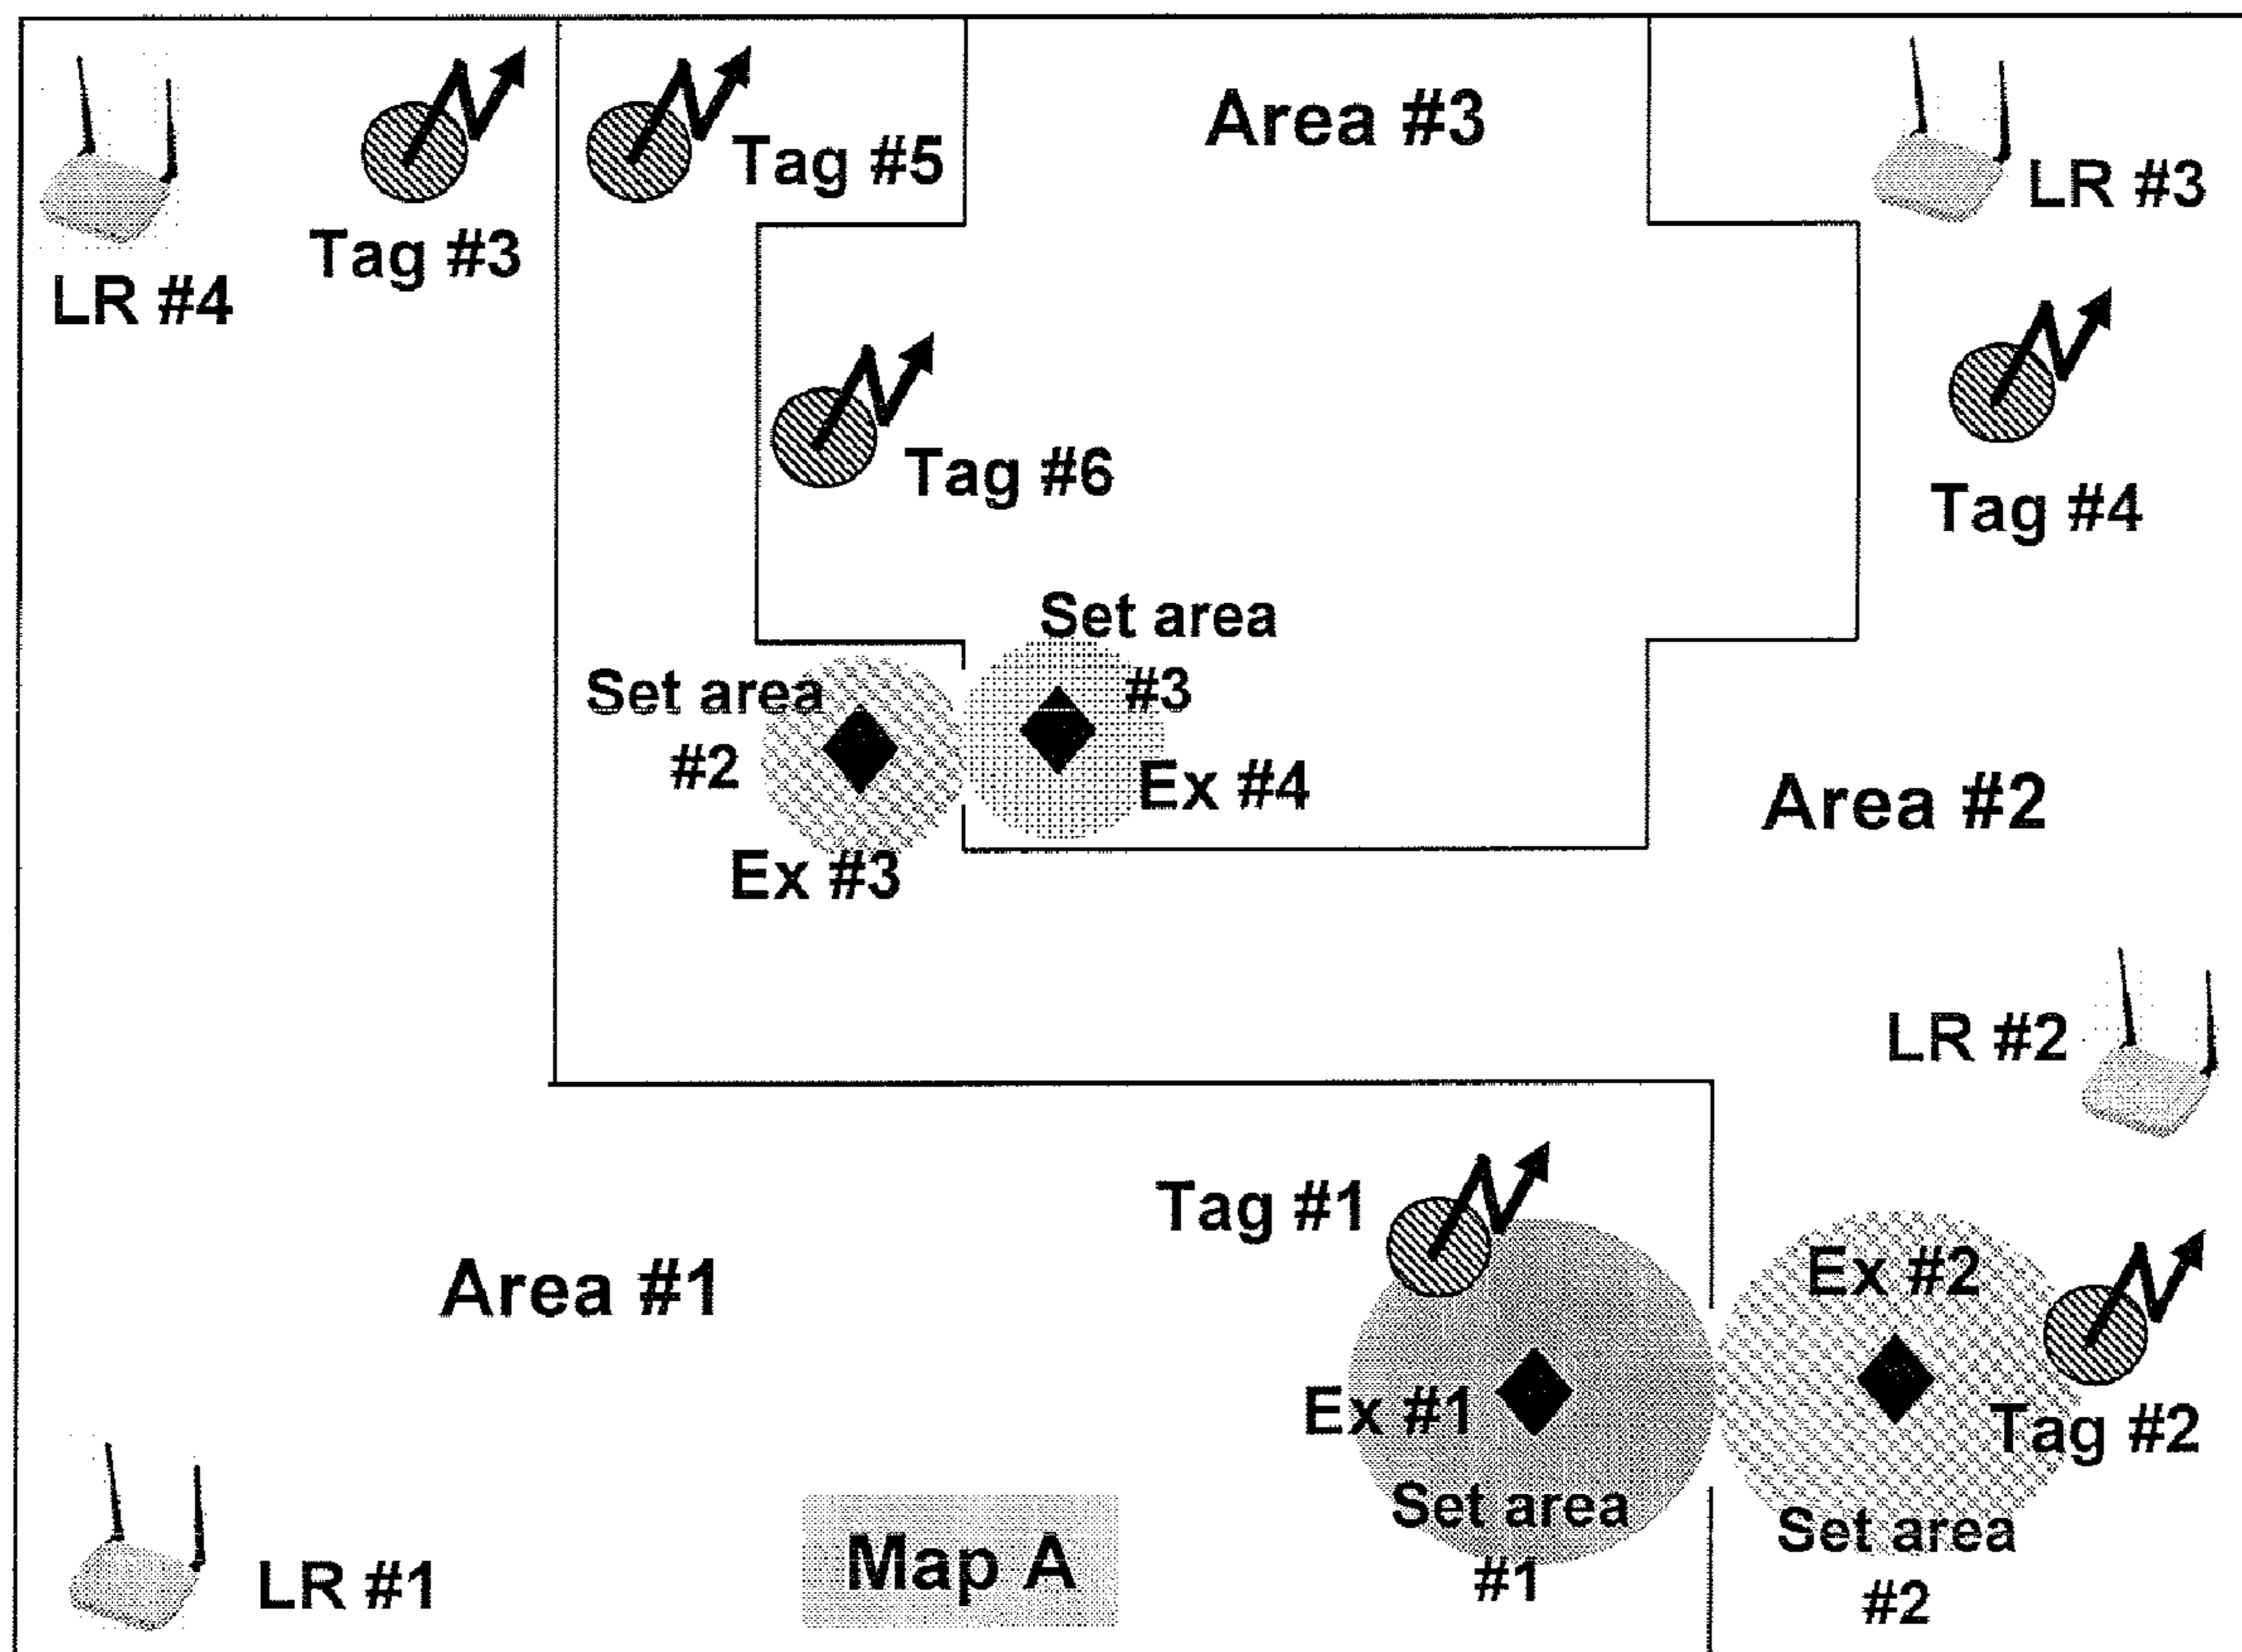 Area #3
Tag #5
LR #3
Tag #3
LR #4
Tag #6
Tag #4
Set area
#3
Set area
#2
Ex #4
Area #2
Ex #3
LR #2
Tag #1
Area #1
Ex #2
Ex #1
Tag #2
Set area
#1
Set area
#2
Map A
LR #1